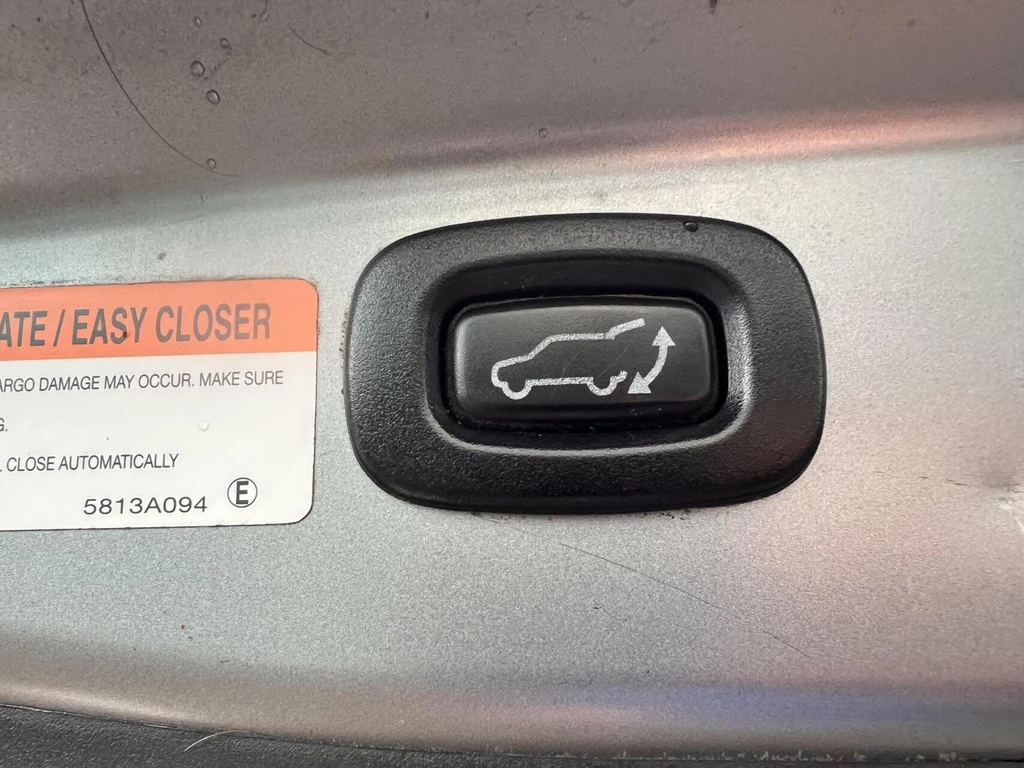 ATE / EASY CLOSER
ARGO DAMAGE MAY OCCUR. MAKE SURE
G.
CLOSE AUTOMATICALLY
5813A094 E